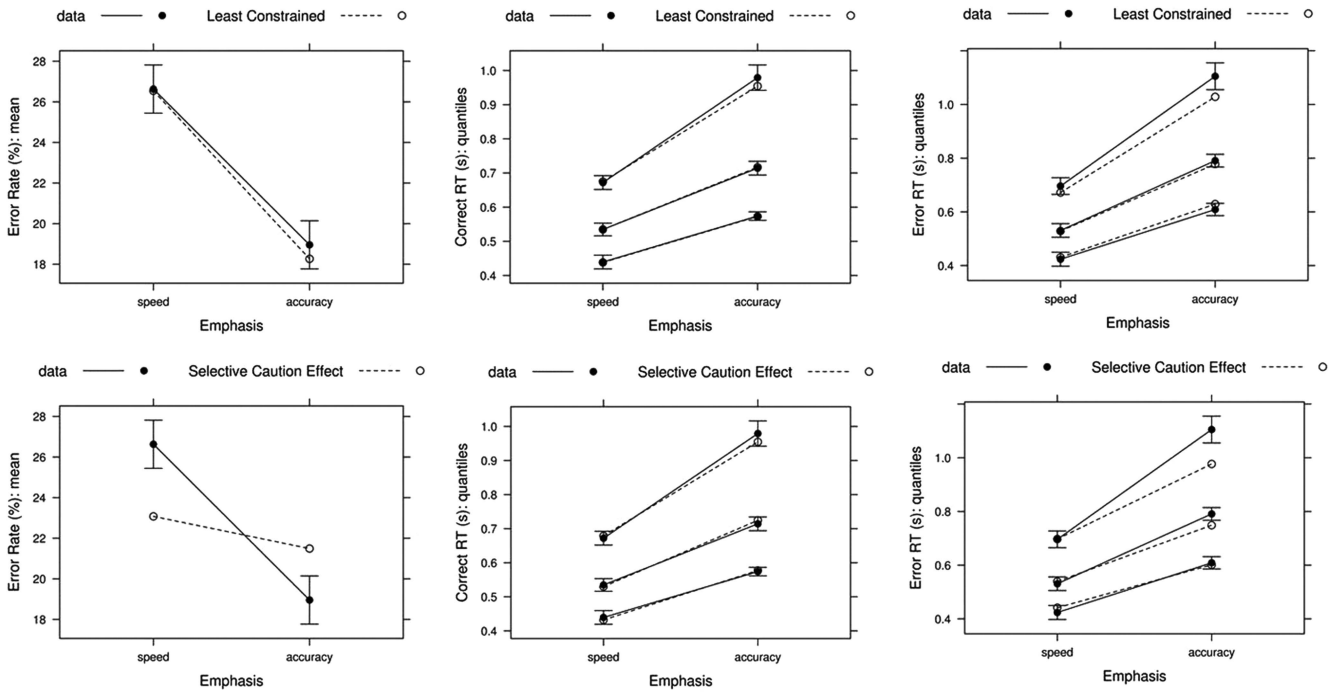 data Least Constrained
Error Rate (%): mean
28
26
24
22
20
18
speed accuracy
Emphasis
data Least Constrained
Correct RT (s): quantiles
1.0
0.9
0.8
0.7
0.6
0.5
0.4
speed accuracy
Emphasis
data Least Constrained
Error RT (s): quantiles
1.0
0.8
0.6
0.4
speed accuracy
Emphasis
data Selective Caution Effect
Error Rate (%): mean
28
26
24
22
20
18
speed accuracy
Emphasis
data Selective Caution Effect
Correct RT (s): quantiles
1.0
0.9
0.8
0.7
0.6
0.5
0.4
speed accuracy
Emphasis
data Selective Caution Effect
Error RT (s): quantiles
1.0
0.8
0.6
0.4
speed accuracy
Emphasis